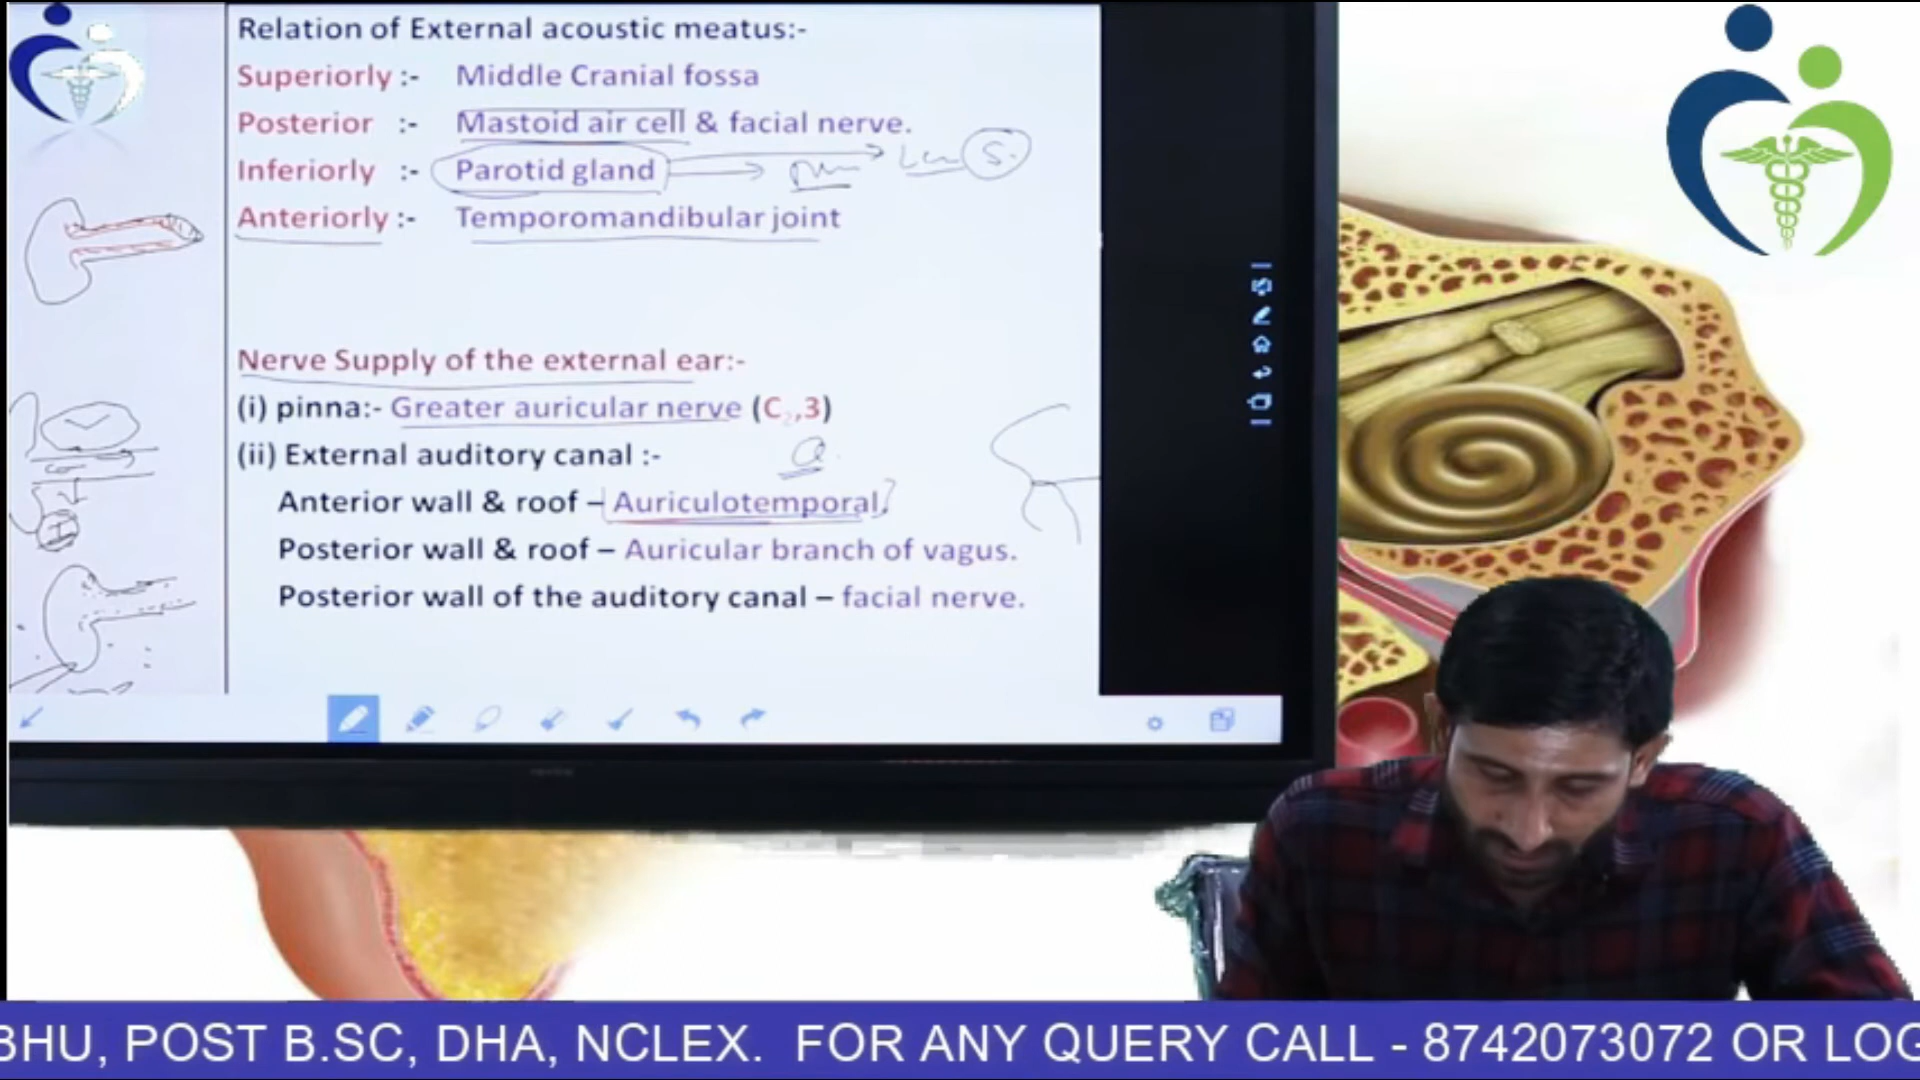 Relation of External acoustic meatus:-
Superiorly :- Middle Cranial fossa
Posterior :- Mastoid air cell & facial nerve.
Inferiorly :- Parotid gland
Anteriorly :- Temporomandibular joint
Nerve Supply of the external ear:-
(i) pinna:- Greater auricular nerve (C2,3)
(ii) External auditory canal :-
Anterior wall & roof – Auriculotemporal.
Posterior wall & roof – Auricular branch of vagus.
Posterior wall of the auditory canal – facial nerve.
BHU, POST B.SC, DHA, NCLEX. FOR ANY QUERY CALL - 8742073072 OR LOG